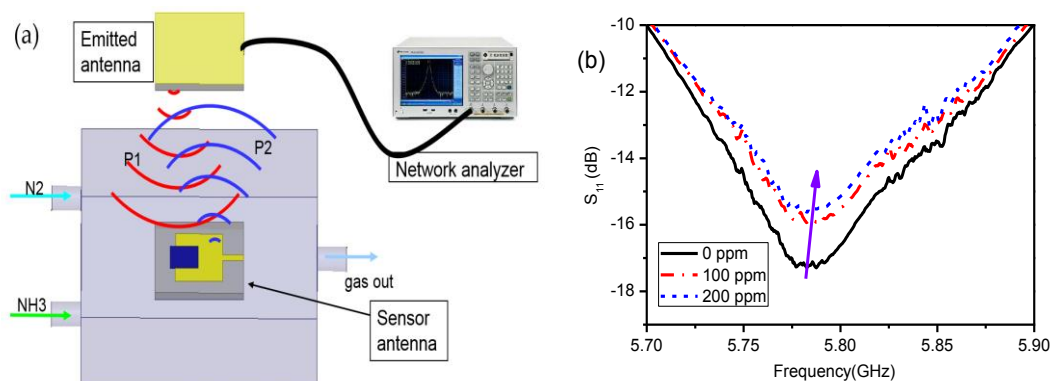 (a)
Emitted
antenna
P1
P2
Network analyzer
N2
NH3
gas out
Sensor
antenna
(b)
S11 (dB)
-10
-12
-14
-16
-18
0 ppm
100 ppm
200 ppm
5.70
5.75
5.80
5.85
5.90
Frequency(GHz)